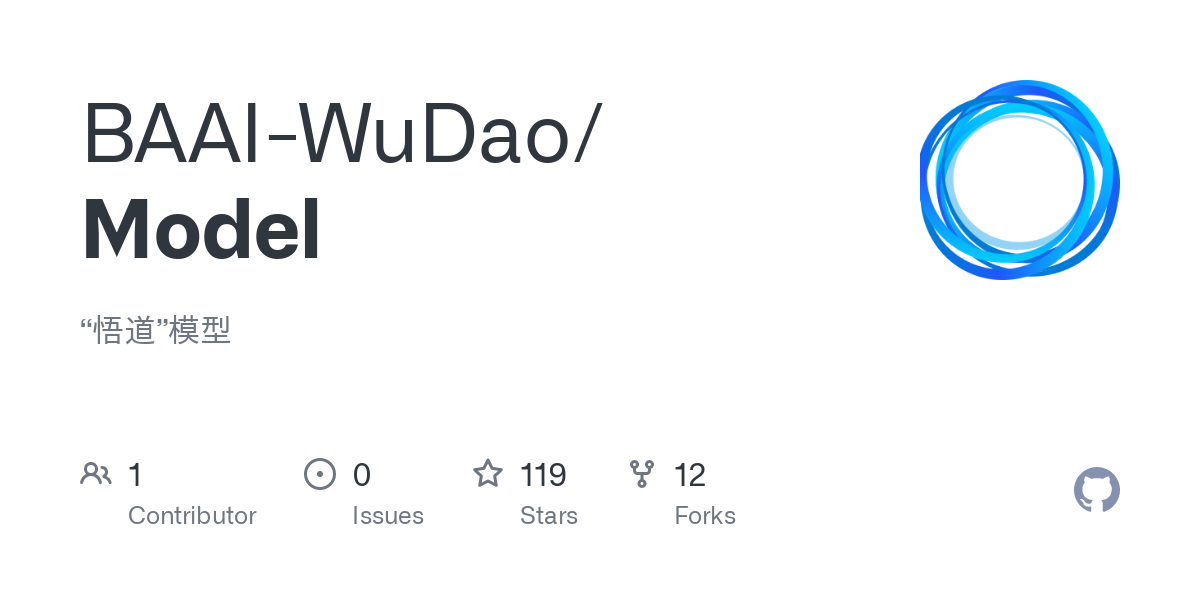 BAAI-WuDao/
Model
“悟道”模型
1 0 119 12
Contributor Issues Stars Forks